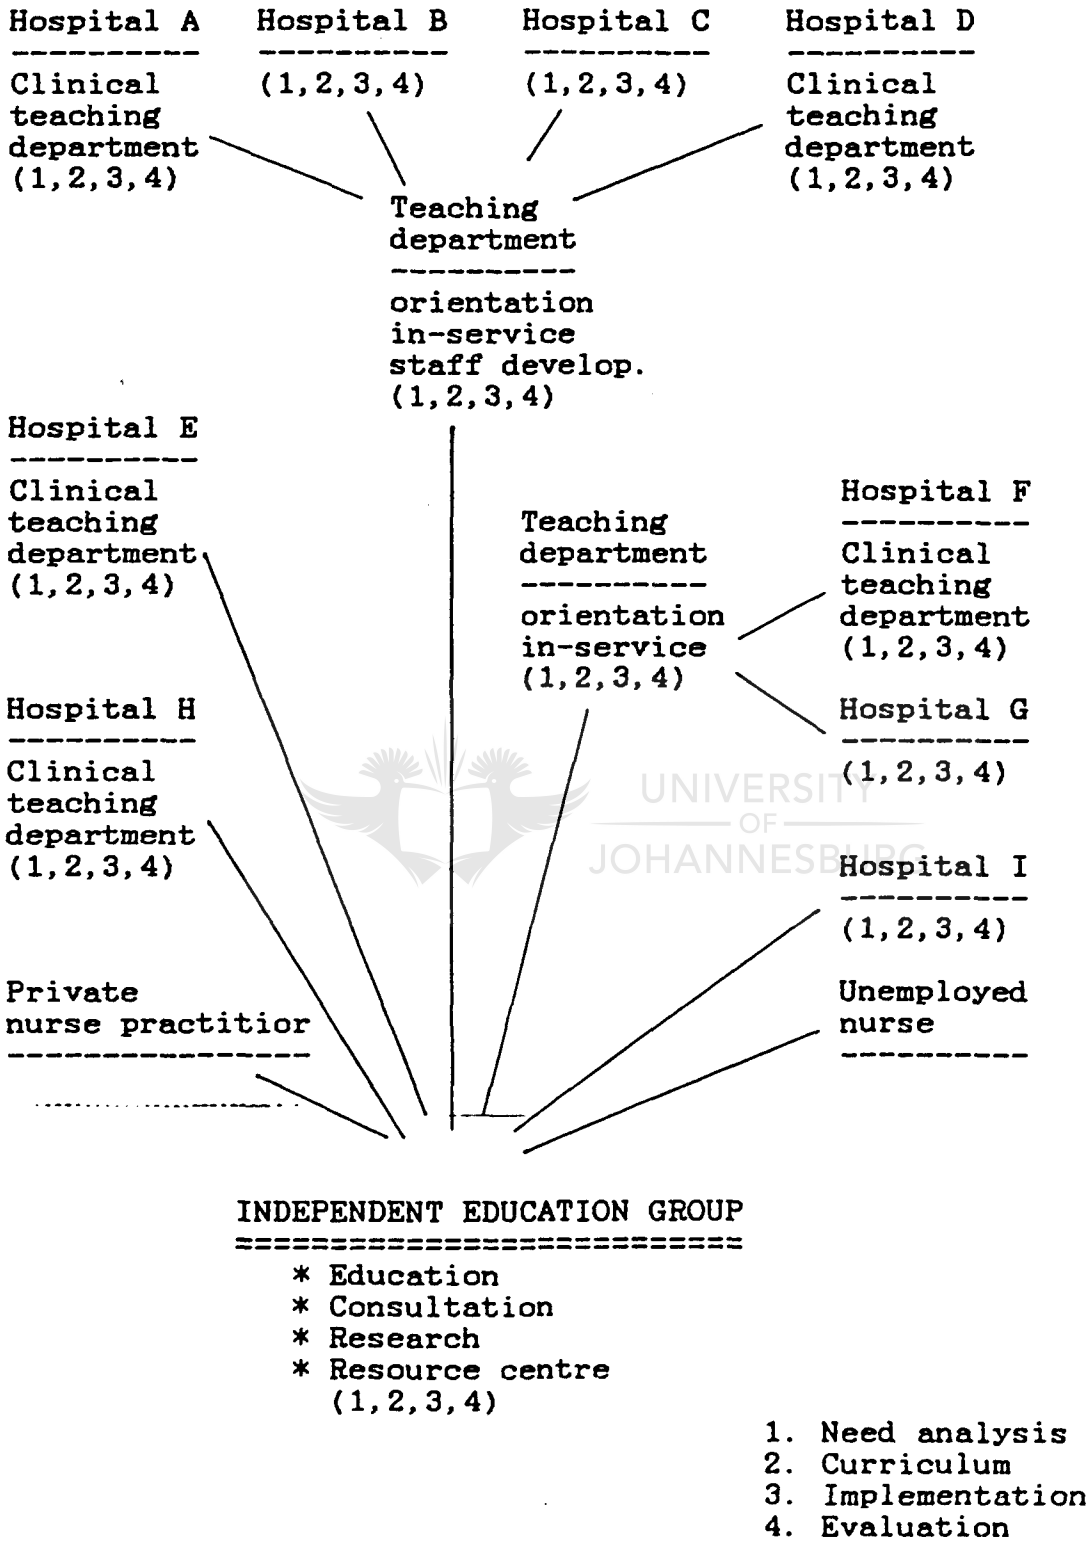 Hospital A
----------
Clinical
teaching
department
(1,2,3,4)
Hospital B
----------
(1,2,3,4)
Hospital C
----------
(1,2,3,4)
Hospital D
----------
Clinical
teaching
department
(1,2,3,4)
Teaching
department
----------
orientation
in-service
staff develop.
(1,2,3,4)
Hospital E
----------
Clinical
teaching
department
(1,2,3,4)
Teaching
department
----------
orientation
in-service
(1,2,3,4)
Hospital F
----------
Clinical
teaching
department
(1,2,3,4)
Hospital G
----------
(1,2,3,4)
Hospital H
----------
Clinical
teaching
department
(1,2,3,4)
UNIVERSITY
OF
JOHANNESBURG
Hospital I
----------
(1,2,3,4)
Private
nurse practitior
----------------
Unemployed
nurse
----------
INDEPENDENT EDUCATION GROUP
===========================
* Education
* Consultation
* Research
* Resource centre
(1,2,3,4)
1. Need analysis
2. Curriculum
3. Implementation
4. Evaluation